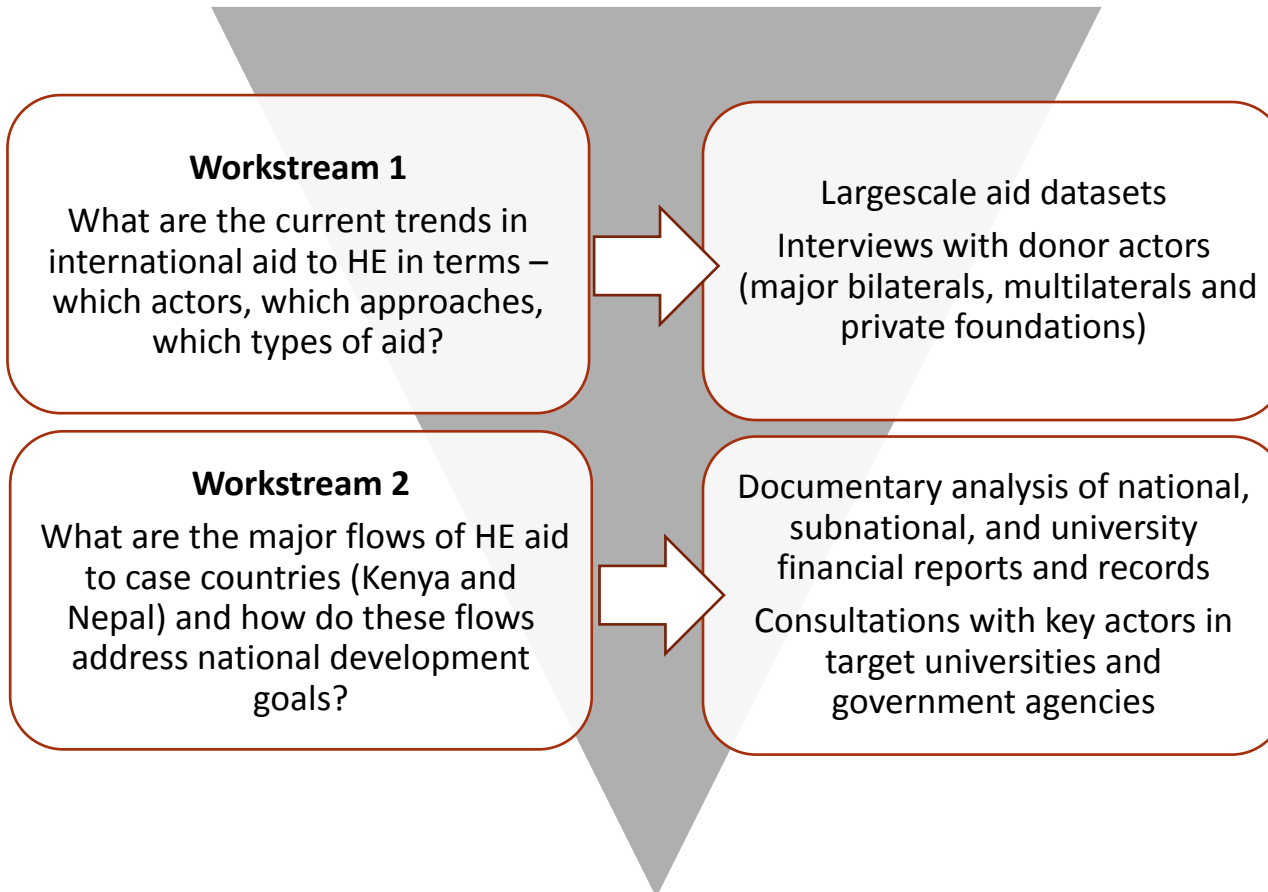 Workstream 1
What are the current trends in
international aid to HE in terms –
which actors, which approaches,
which types of aid?
Largescale aid datasets
Interviews with donor actors
(major bilaterals, multilaterals and
private foundations)
Workstream 2
What are the major flows of HE aid
to case countries (Kenya and
Nepal) and how do these flows
address national development
goals?
Documentary analysis of national,
subnational, and university
financial reports and records
Consultations with key actors in
target universities and
government agencies